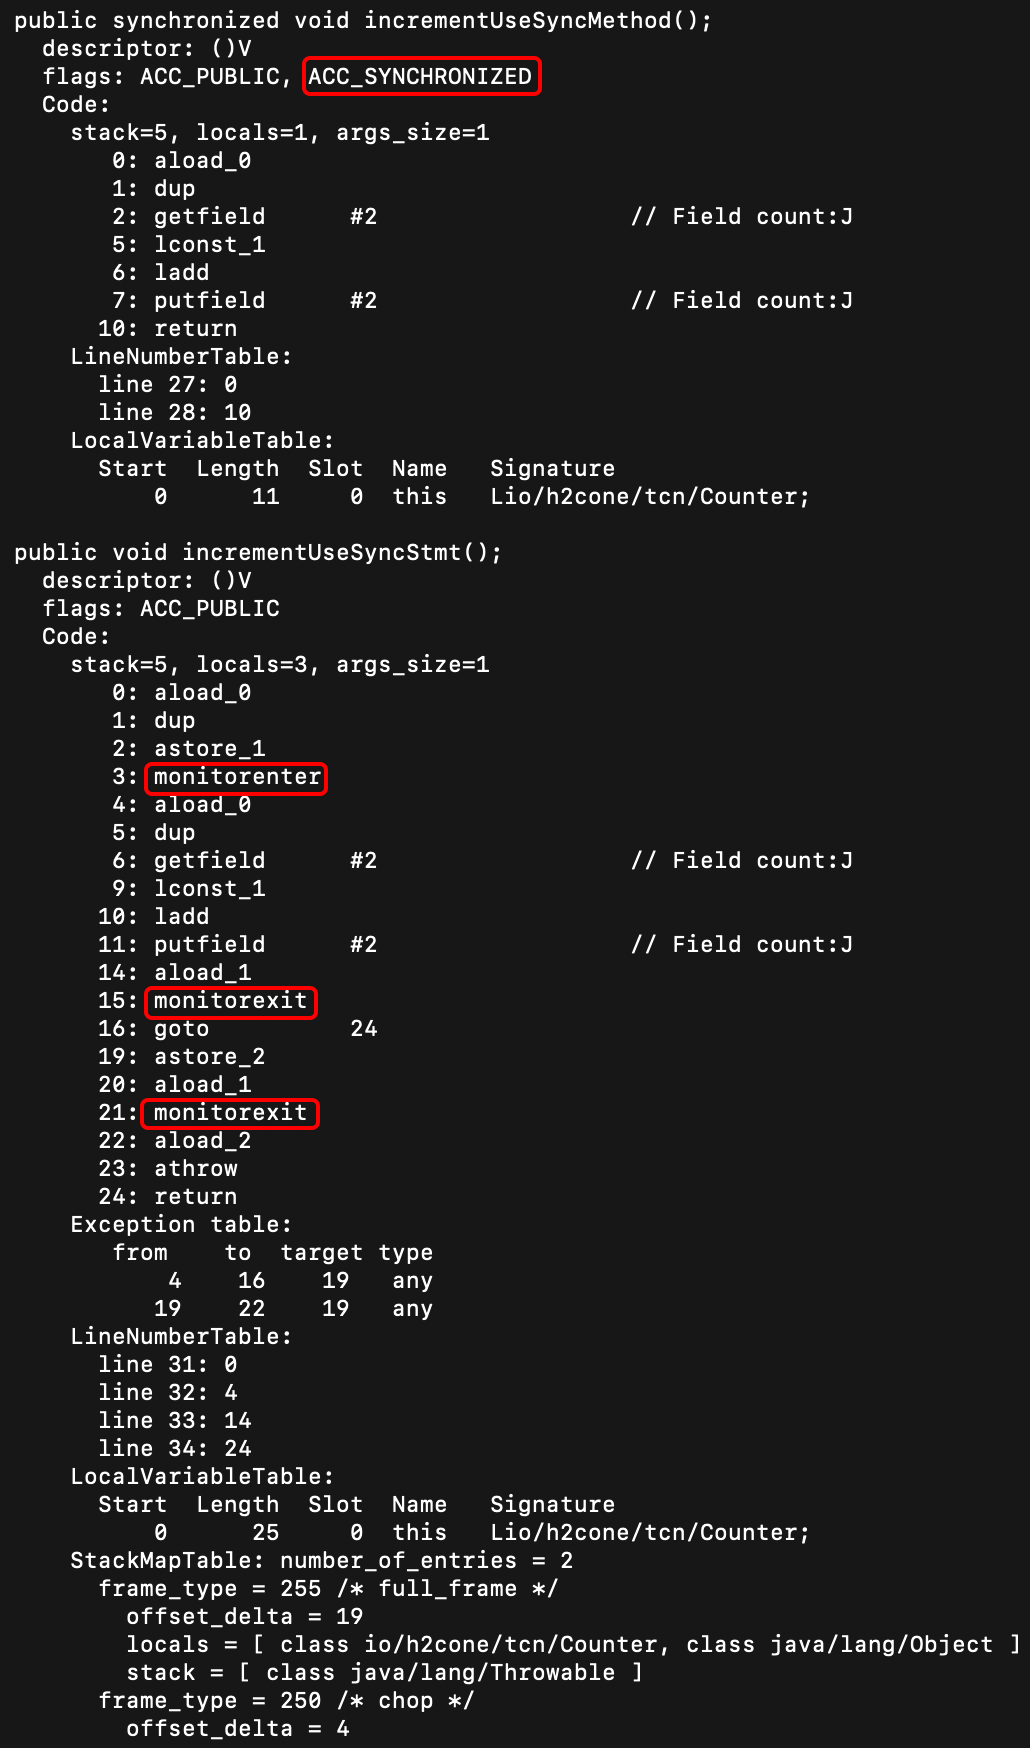 public synchronized void incrementUseSyncMethod();
  descriptor: ()V
  flags: ACC_PUBLIC, ACC_SYNCHRONIZED
  Code:
    stack=5, locals=1, args_size=1
       0: aload_0
       1: dup
       2: getfield      #2                  // Field count:J
       5: lconst_1
       6: ladd
       7: putfield      #2                  // Field count:J
      10: return
    LineNumberTable:
      line 27: 0
      line 28: 10
    LocalVariableTable:
      Start  Length  Slot  Name   Signature
          0      11     0  this   Lio/h2cone/tcn/Counter;

public void incrementUseSyncStmt();
  descriptor: ()V
  flags: ACC_PUBLIC
  Code:
    stack=5, locals=3, args_size=1
       0: aload_0
       1: dup
       2: astore_1
       3: monitorenter
       4: aload_0
       5: dup
       6: getfield      #2                  // Field count:J
       9: lconst_1
      10: ladd
      11: putfield      #2                  // Field count:J
      14: aload_1
      15: monitorexit
      16: goto          24
      19: astore_2
      20: aload_1
      21: monitorexit
      22: aload_2
      23: athrow
      24: return
    Exception table:
       from    to  target type
           4    16    19   any
          19    22    19   any
    LineNumberTable:
      line 31: 0
      line 32: 4
      line 33: 14
      line 34: 24
    LocalVariableTable:
      Start  Length  Slot  Name   Signature
          0      25     0  this   Lio/h2cone/tcn/Counter;
    StackMapTable: number_of_entries = 2
      frame_type = 255 /* full_frame */
        offset_delta = 19
        locals = [ class io/h2cone/tcn/Counter, class java/lang/Object ]
        stack = [ class java/lang/Throwable ]
      frame_type = 250 /* chop */
        offset_delta = 4